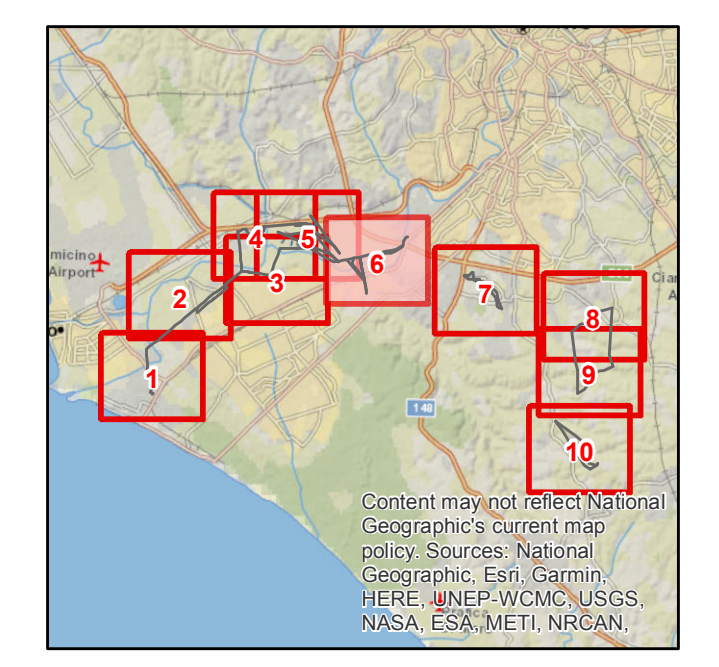 micino
Airport
4
5
6
3
2
7
Cian
A
8
1
9
148
10
Content may not reflect National
Geographic's current map
policy. Sources: National
Geographic, Esri, Garmin,
HERE, UNEP-WCMC, USGS,
NASA, ESA, METI, NRCAN,